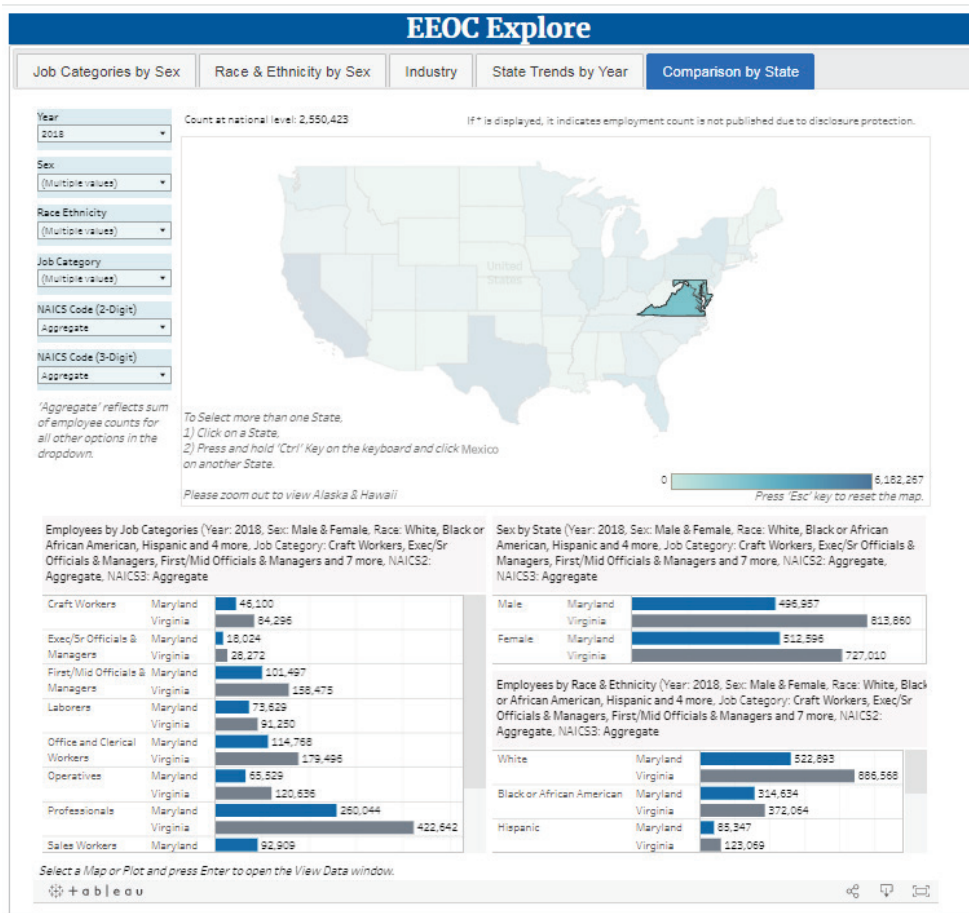 EEOC Explore
Job Categories by Sex
Race & Ethnicity by Sex
Industry
State Trends by Year
Comparison by State
Year
2018
Sex
(Multiple values)
Race Ethnicity
(Multiple values)
Job Category
(Multiple values)
NAICS Code (2-Digit)
Aggregate
NAICS Code (3-Digit)
Aggregate
'Aggregate' reflects sum
of employee counts for
all other options in the
dropdown.
Count at national level: 2,550,423
If * is displayed, it indicates employment count is not published due to disclosure protection.
United
States
To Select more than one State,
1) Click on a State,
2) Press and hold 'Ctrl' Key on the keyboard and click
on another State.
Mexico
Please zoom out to view Alaska & Hawaii
0
6,182,267
Press 'Esc' key to reset the map.
Employees by Job Categories (Year: 2018, Sex: Male & Female, Race: White, Black or
African American, Hispanic and 4 more, Job Category: Craft Workers, Exec/Sr
Officials & Managers, First/Mid Officials & Managers and 7 more, NAICS2:
Aggregate, NAICS3: Aggregate
Craft Workers Maryland 46,100
Virginia 84,296
Exec/Sr Officials & Maryland 18,024
Managers Virginia 28,272
First/Mid Officials & Maryland 101,497
Managers Virginia 158,475
Laborers Maryland 73,629
Virginia 91,250
Office and Clerical Maryland 114,768
Workers Virginia 179,496
Operatives Maryland 65,529
Virginia 120,636
Professionals Maryland 260,044
Virginia 422,642
Sales Workers Maryland 92,909
Sex by State (Year: 2018, Sex: Male & Female, Race: White, Black or African
American, Hispanic and 4 more, Job Category: Craft Workers, Exec/Sr Officials &
Managers, First/Mid Officials & Managers and 7 more, NAICS2: Aggregate,
NAICS3: Aggregate
Male Maryland 496,957
Virginia 813,860
Female Maryland 512,596
Virginia 727,010
Employees by Race & Ethnicity (Year: 2018, Sex: Male & Female, Race: White, Black
or African American, Hispanic and 4 more, Job Category: Craft Workers, Exec/Sr
Officials & Managers, First/Mid Officials & Managers and 7 more, NAICS2:
Aggregate, NAICS3: Aggregate
White Maryland 522,893
Virginia 886,568
Black or African American Maryland 314,634
Virginia 372,064
Hispanic Maryland 85,347
Virginia 123,069
Select a Map or Plot and press Enter to open the View Data window.
+ a b l e a u